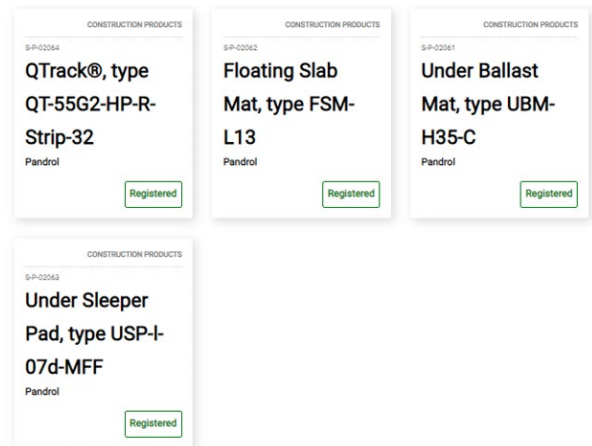 CONSTRUCTION PRODUCTS
S-P-02064
QTrack®, type
QT-55G2-HP-R-
Strip-32
Pandrol
Registered
CONSTRUCTION PRODUCTS
S-P-02062
Floating Slab
Mat, type FSM-
L13
Pandrol
Registered
CONSTRUCTION PRODUCTS
S-P-02061
Under Ballast
Mat, type UBM-
H35-C
Pandrol
Registered
CONSTRUCTION PRODUCTS
S-P-02063
Under Sleeper
Pad, type USP-l-
07d-MFF
Pandrol
Registered